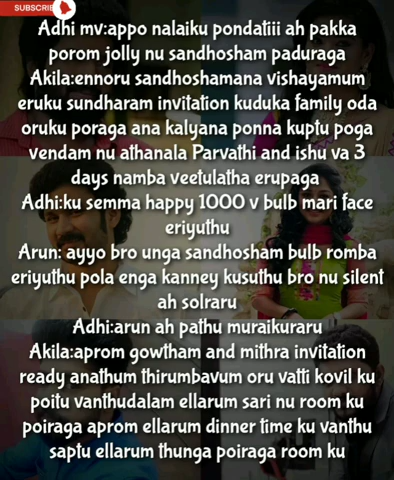 SUBSCRIBE
Adhi mv:appo nalaiku pondatiii ah pakka
porom jolly nu sandhosham paduraga
Akila:ennoru sandhoshamana vishayamum
eruku sundharam invitation kuduka family oda
oruku poraga ana kalyana ponna kuptu poga
vendam nu athanala Parvathi and ishu va 3
days namba veetulatha erupaga
Adhi:ku semma happy 1000 v bulb mari face
eriyuthu
Arun: ayyo bro unga sandhosham bulb romba
eriyuthu pola enga kanney kusuthu bro nu silent
ah solraru
Adhi:arun ah pathu muraikuraru
Akila:aprom gowtham and mithra invitation
ready anathum thirumbavum oru vatti kovil ku
poitu vanthudalam ellarum sari nu room ku
poiraga aprom ellarum dinner time ku vanthu
saptu ellarum thunga poiraga room ku